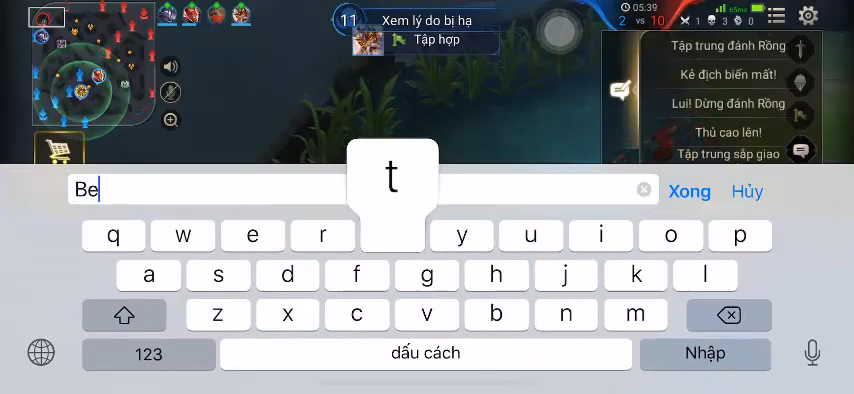 11 Xem lý do bị hạ
Tập hợp
65ms
05:39
2 vs 10 1 3 0
Tập trung đánh Rồng
Kẻ địch biến mất!
Lui! Dừng đánh Rồng
Thủ cao lên!
Tập trung sắp giao
Be
Xong Hủy
t
q w e r y u i o p
a s d f g h j k l
z x c v b n m
123 dấu cách Nhập